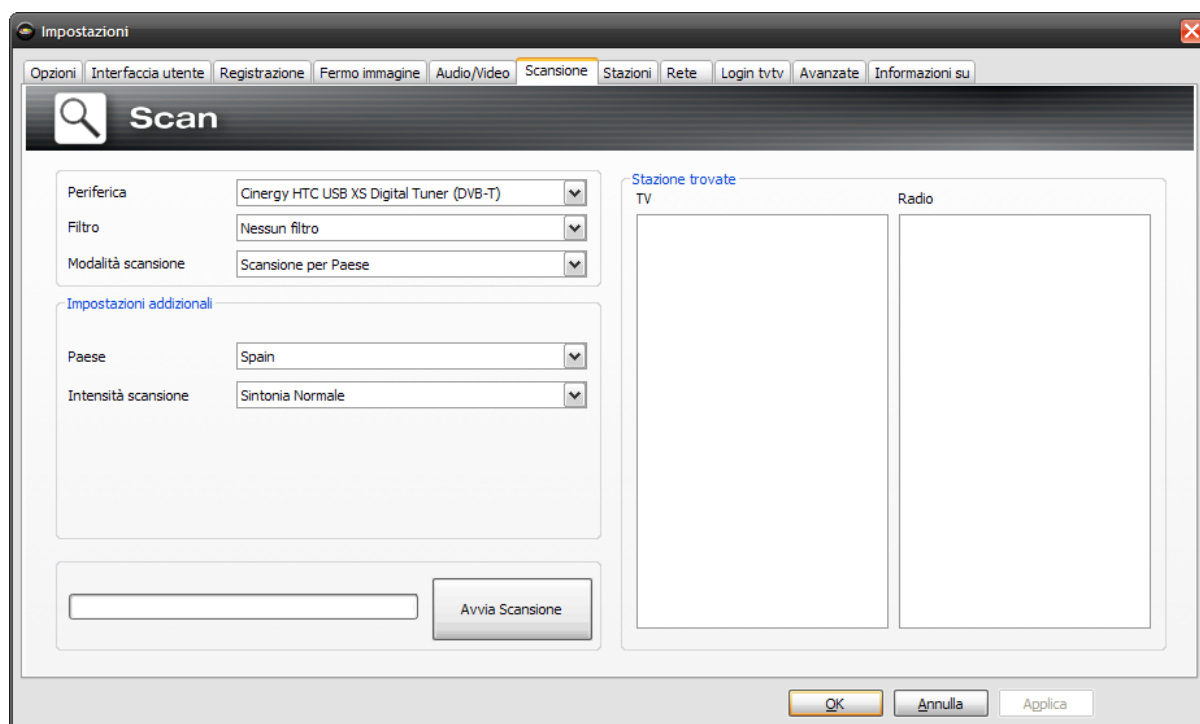 Impostazioni
Opzioni Interfaccia utente Registrazione Fermo immagine Audio/Video Scansione Stazioni Rete Login tvtv Avanzate Informazioni su
Scan
Periferica Cinergy HTC USB XS Digital Tuner (DVB-T)
Filtro Nessun filtro
Modalità scansione Scansione per Paese
Impostazioni addizionali
Paese Spain
Intensità scansione Sintonia Normale
Avvia Scansione
Stazione trovate
TV Radio
OK Annulla Applica